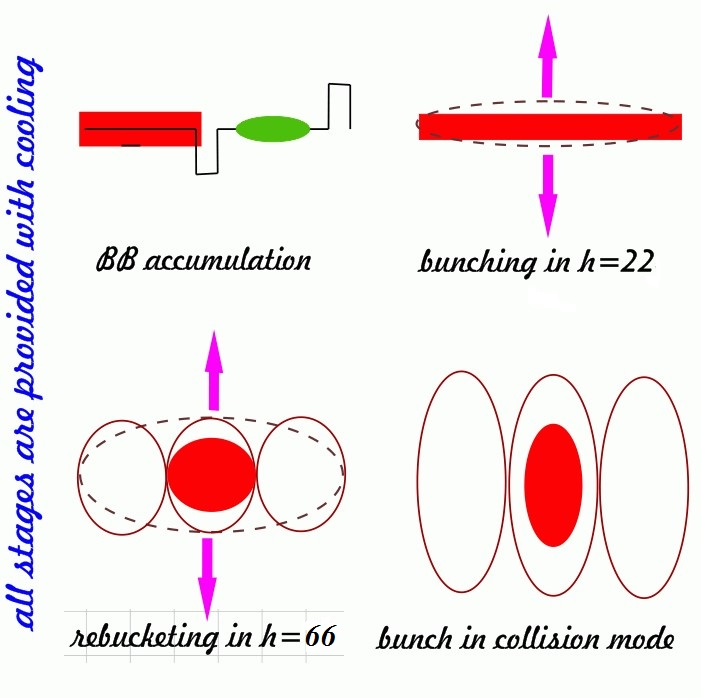 all stages are provided with cooling
BB accumulation
bunching in h=22
rebucketing in h=66
bunch in collision mode